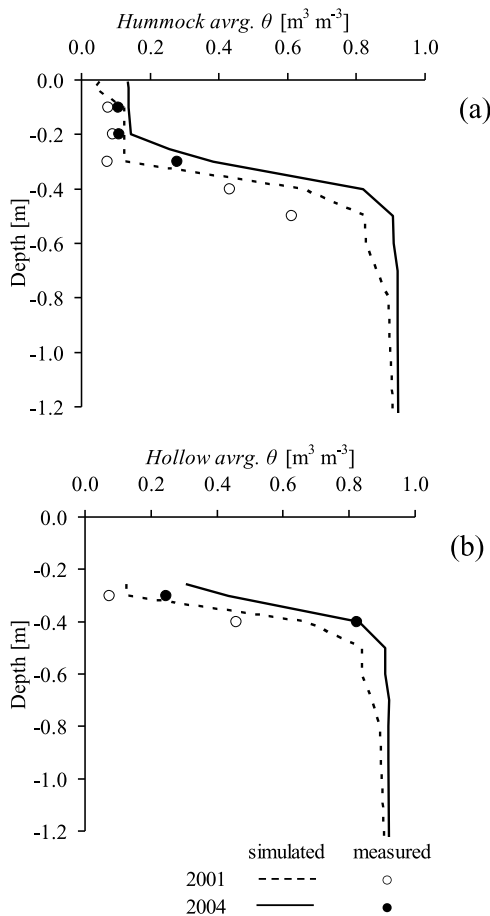 Hummock avrg. θ [m³ m⁻³]
0.0 0.2 0.4 0.6 0.8 1.0
(a)
0.0
-0.2
-0.4
-0.6
-0.8
-1.0
-1.2
Depth [m]
Hollow avrg. θ [m³ m⁻³]
0.0 0.2 0.4 0.6 0.8 1.0
(b)
0.0
-0.2
-0.4
-0.6
-0.8
-1.0
-1.2
Depth [m]
simulated measured
2001
2004